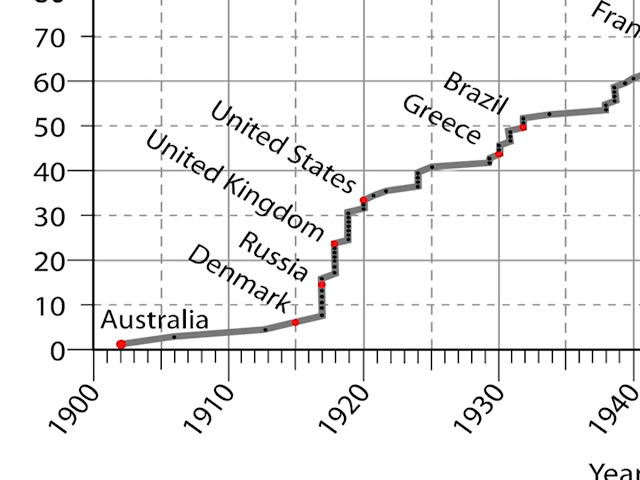 70
60
50
40
30
20
10
0
Brazil
Greece
United States
United Kingdom
Russia
Denmark
Australia
1900
1910
1920
1930
1940